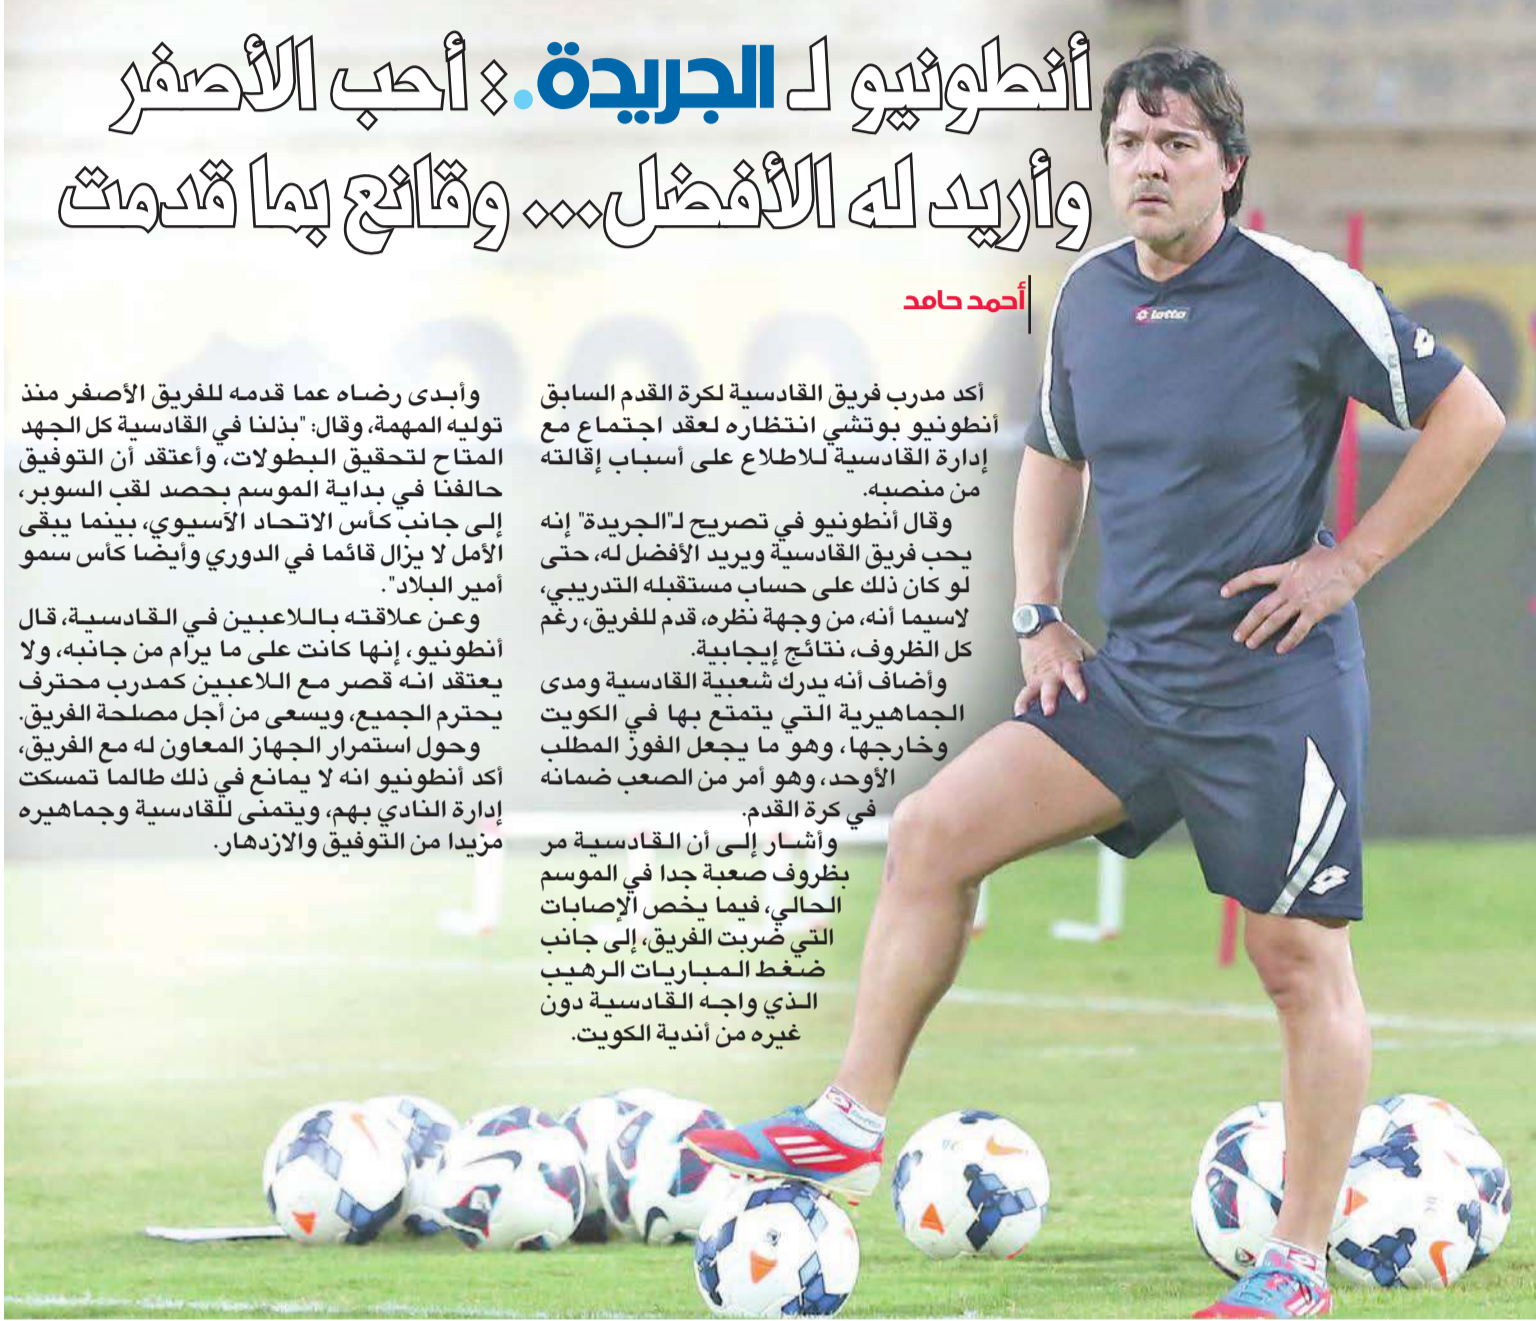 أنطونيو لـ الجريدة. : أحب الأصفر
وأريد له الأفضل... وقانع بما قدمت
أحمد حامد
أكد مدرب فريق القادسية لكرة القدم السابق
أنطونيو بوتشي انتظاره لعقد اجتماع مع
إدارة القادسية للاطلاع على أسباب إقالته
من منصبه.
وقال أنطونيو في تصريح لـ"الجريدة" إنه
يحب فريق القادسية ويريد الأفضل له، حتى
لو كان ذلك على حساب مستقبله التدريبي،
لاسيما أنه، من وجهة نظره، قدم للفريق، رغم
كل الظروف، نتائج إيجابية.
وأضاف أنه يدرك شعبية القادسية ومدى
الجماهيرية التي يتمتع بها في الكويت
وخارجها، وهو ما يجعل الفوز المطلب
الأوحد، وهو أمر من الصعب ضمانه
في كرة القدم.
وأشار إلى أن القادسية مر
بظروف صعبة جدا في الموسم
الحالي، فيما يخص الإصابات
التي ضربت الفريق، إلى جانب
ضغط المباريات الرهيب
الذي واجه القادسية دون
غيره من أندية الكويت.
وأبدى رضاه عما قدمه للفريق الأصفر منذ
توليه المهمة، وقال: "بذلنا في القادسية كل الجهد
المتاح لتحقيق البطولات، وأعتقد أن التوفيق
حالفنا في بداية الموسم بحصد لقب السوبر،
إلى جانب كأس الاتحاد الآسيوي، بينما يبقى
الأمل لا يزال قائما في الدوري وأيضا كأس سمو
أمير البلاد".
وعن علاقته باللاعبين في القادسية، قال
أنطونيو، إنها كانت على ما يرام من جانبه، ولا
يعتقد انه قصر مع اللاعبين كمدرب محترف
يحترم الجميع، ويسعى من أجل مصلحة الفريق.
وحول استمرار الجهاز المعاون له مع الفريق،
أكد أنطونيو انه لا يمانع في ذلك طالما تمسكت
إدارة النادي بهم، ويتمنى للقادسية وجماهيره
مزيدا من التوفيق والازدهار.
lotto